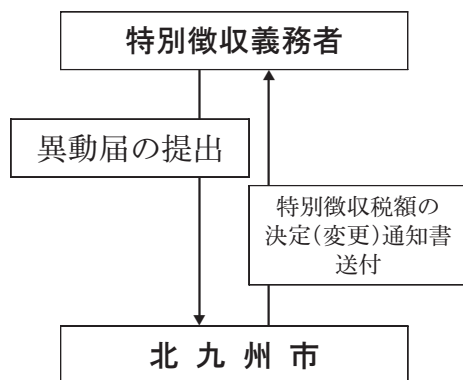 特別徴収義務者
異動届の提出
特別徴収税額の
決定(変更)通知書
送付
北九州市